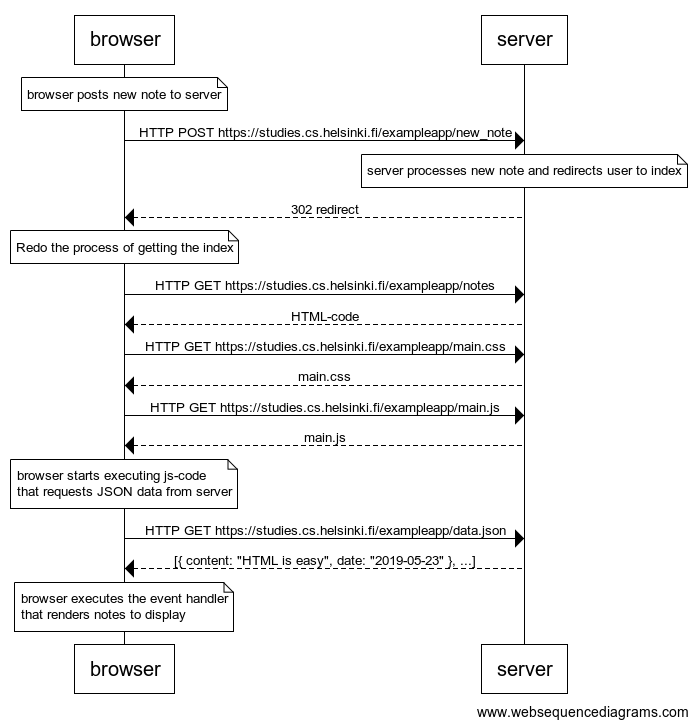 browser
server
browser posts new note to server
HTTP POST https://studies.cs.helsinki.fi/exampleapp/new_note
server processes new note and redirects user to index
302 redirect
Redo the process of getting the index
HTTP GET https://studies.cs.helsinki.fi/exampleapp/notes
HTML-code
HTTP GET https://studies.cs.helsinki.fi/exampleapp/main.css
main.css
HTTP GET https://studies.cs.helsinki.fi/exampleapp/main.js
main.js
browser starts executing js-code
that requests JSON data from server
HTTP GET https://studies.cs.helsinki.fi/exampleapp/data.json
[{ content: "HTML is easy", date: "2019-05-23" }, ...]
browser executes the event handler
that renders notes to display
browser
server
www.websequencediagrams.com